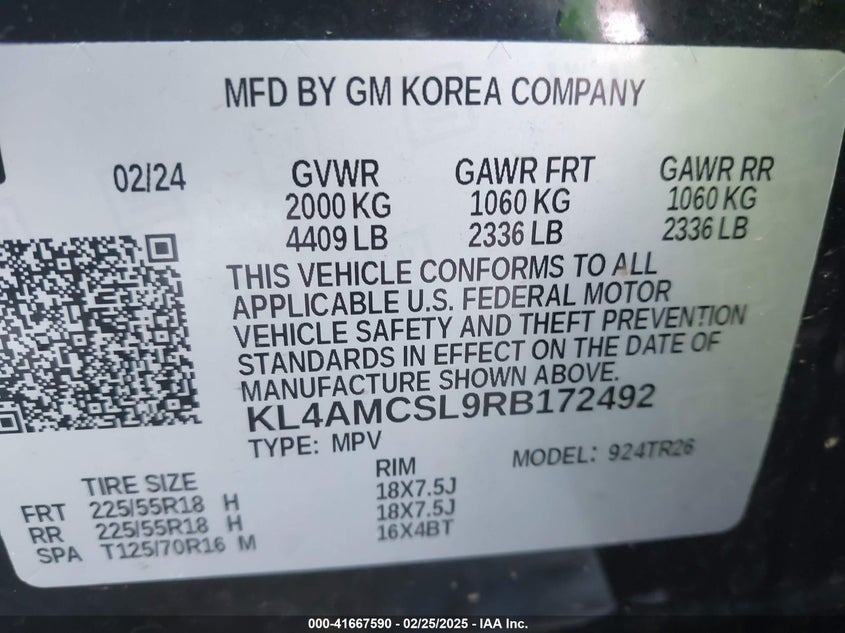 MFD BY GM KOREA COMPANY
02/24 GVWR GAWR FRT GAWR RR
2000 KG 1060 KG 1060 KG
4409 LB 2336 LB 2336 LB
THIS VEHICLE CONFORMS TO ALL
APPLICABLE U.S. FEDERAL MOTOR
VEHICLE SAFETY AND THEFT PREVENTION
STANDARDS IN EFFECT ON THE DATE OF
MANUFACTURE SHOWN ABOVE.
KL4AMCSL9RB172492
TYPE: MPV MODEL: 924TR26
TIRE SIZE RIM
FRT 225/55R18 H 18X7.5J
RR 225/55R18 H 18X7.5J
SPA T125/70R16 M 16X4BT
000-41667590 - 02/25/2025 - IAA Inc.